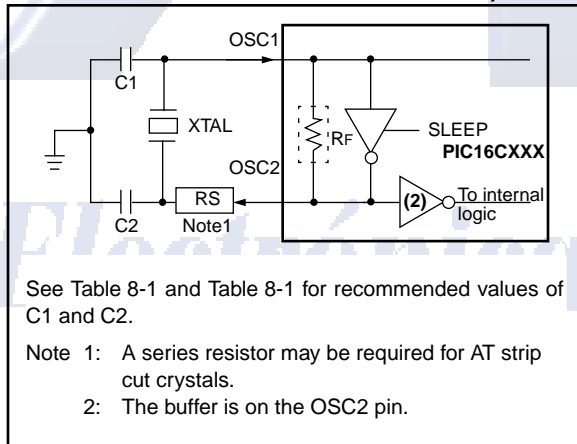 OSC1
C1
XTAL
RF
SLEEP
PIC16CXXX
OSC2
RS
(2)
To internal
logic
C2
Note1
Electrónica
See Table 8-1 and Table 8-1 for recommended values of
C1 and C2.
Note 1: A series resistor may be required for AT strip
cut crystals.
2: The buffer is on the OSC2 pin.